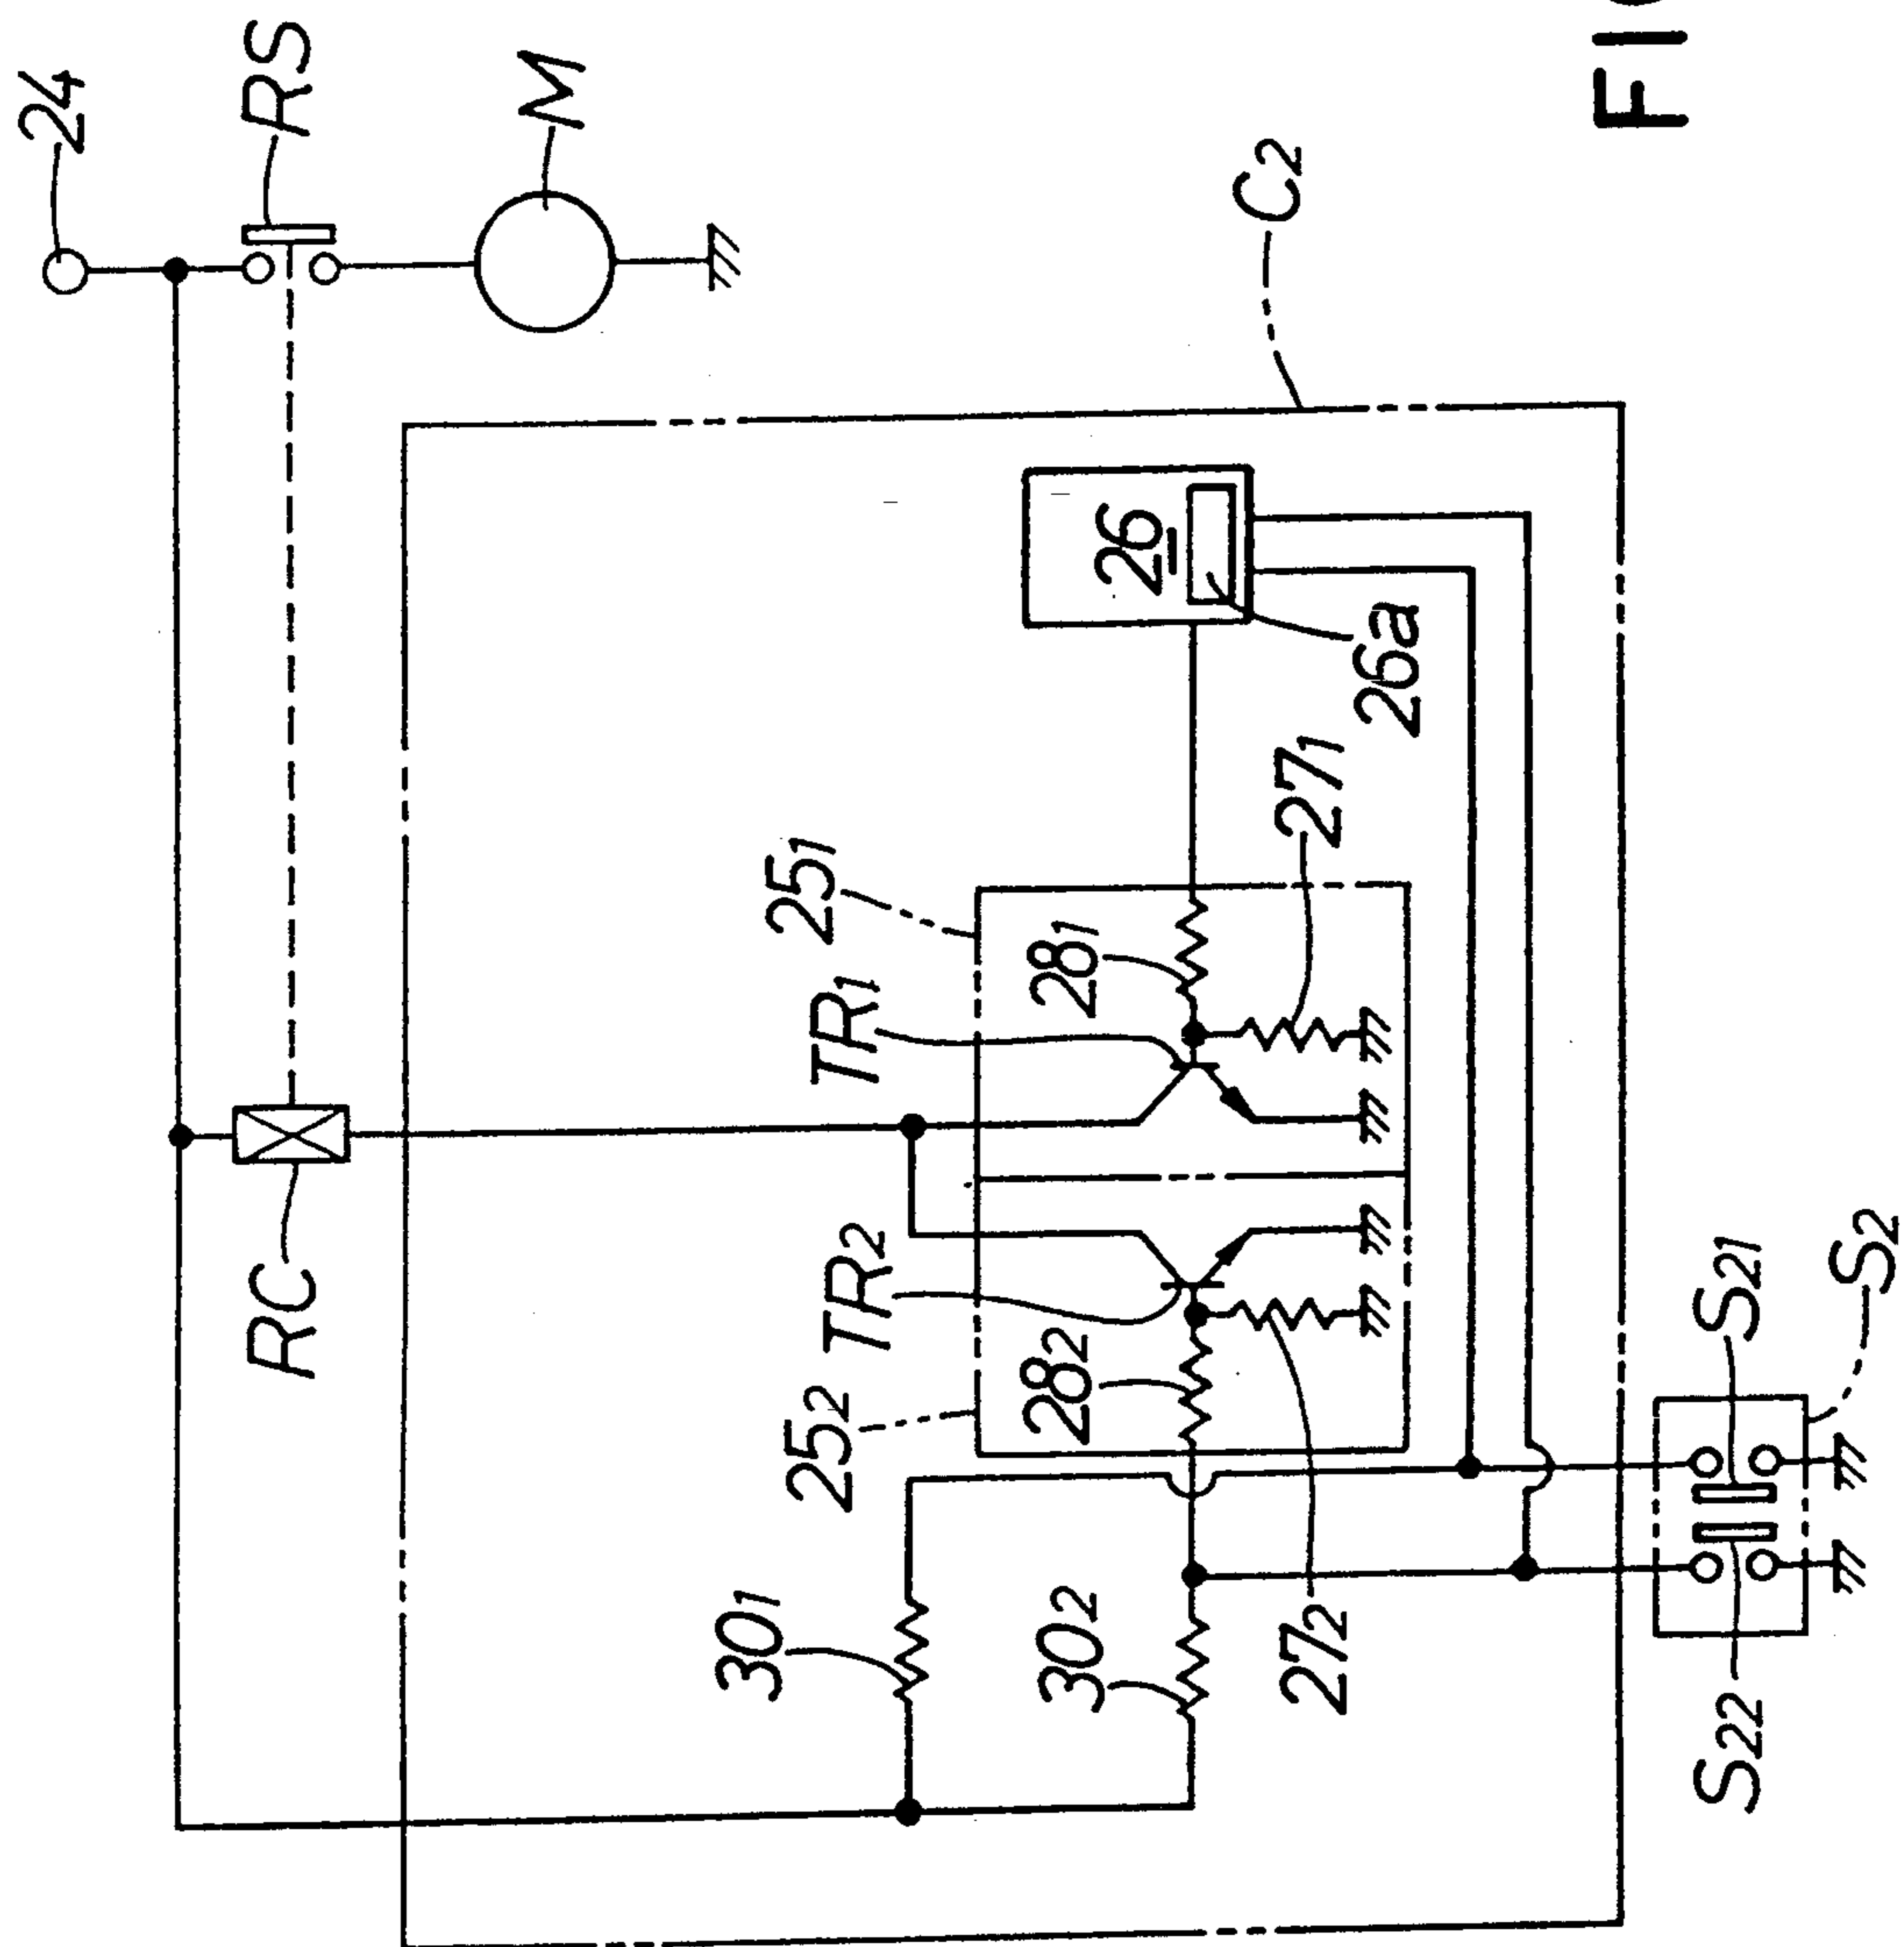 24
RC
RS
M
30₁
25₂
25₁
TR₂
TR₁
30₂
28₂
28₁
26
C₂
27₂
27₁
26a
FI
S₂₂
S₂₁
S₂